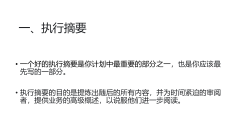 一、执行摘要
• 一个好的执行摘要是你计划中最重要的部分之一，也是你应该最
先写的一部分。
• 执行摘要的目的是提炼出随后的所有内容，并为时间紧迫的审阅
者，提供业务的高级概述，以说服他们进一步阅读。